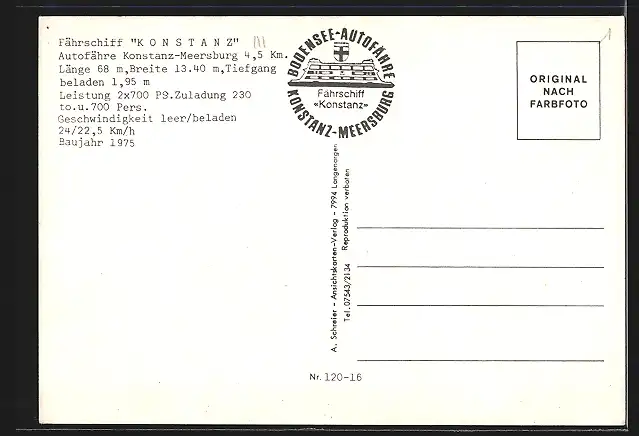 Fährschiff "K O N S T A N Z"
Autofähre Konstanz-Meersburg 4,5 Km.
Länge 68 m,Breite 13.40 m,Tiefgang
beladen 1,95 m
Leistung 2x700 PS.Zuladung 230
to.u.700 Pers.
Geschwindigkeit leer/beladen
24/22,5 Km/h
Baujahr 1975
BODENSEE-AUTOFÄHRE
Fährschiff
«Konstanz»
KONSTANZ-MEERSBURG
ORIGINAL
NACH
FARBFOTO
A. Schreier - Ansichtskarten-Verlag - 7994 Langenargen
Tel. 07543/2134 Reproduktion verboten
Nr. 120-16